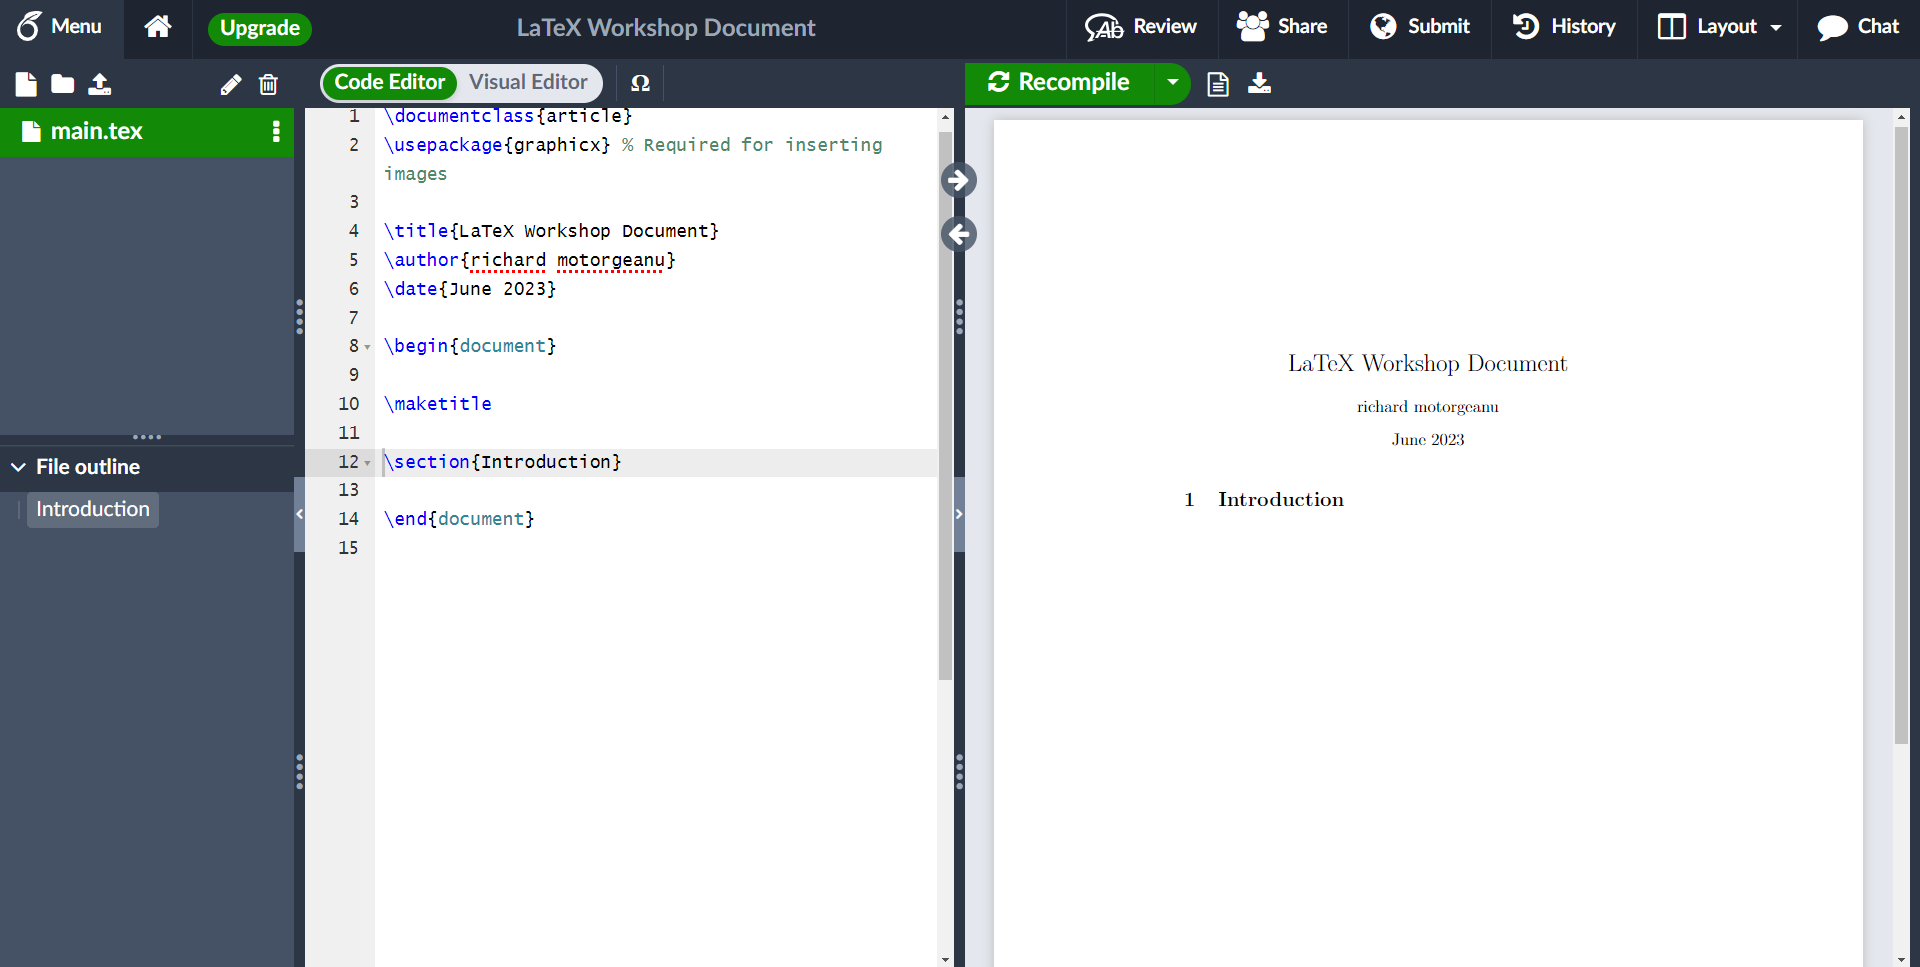 Menu
Upgrade
LaTeX Workshop Document
Review
Share
Submit
History
Layout
Chat
Code Editor
Visual Editor
Ω
Recompile
main.tex
File outline
Introduction
1 \documentclass{article}
2 \usepackage{graphicx} % Required for inserting
images
3
4 \title{LaTeX Workshop Document}
5 \author{richard motorgeanu}
6 \date{June 2023}
7
8 \begin{document}
9
10 \maketitle
11
12 \section{Introduction}
13
14 \end{document}
15
LaTeX Workshop Document
richard motorgeanu
June 2023
1 Introduction